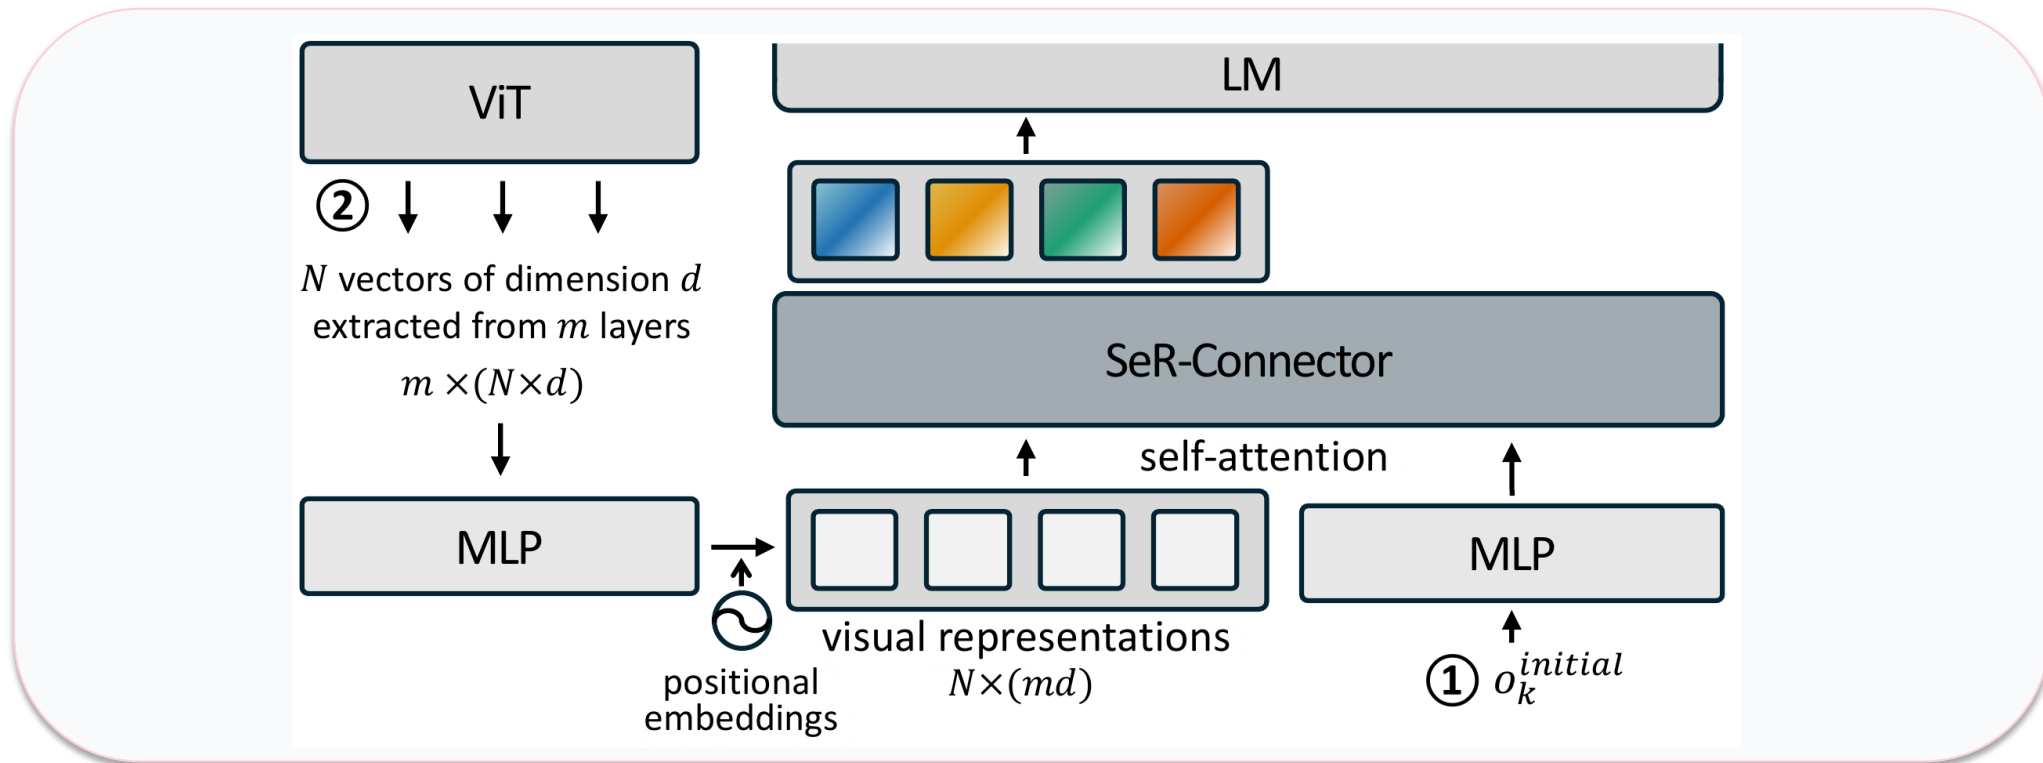 ViT
②
N vectors of dimension d
extracted from m layers
m ×(N×d)
MLP
positional
embeddings
LM
SeR-Connector
self-attention
visual representations
N×(md)
MLP
① o_k^{initial}